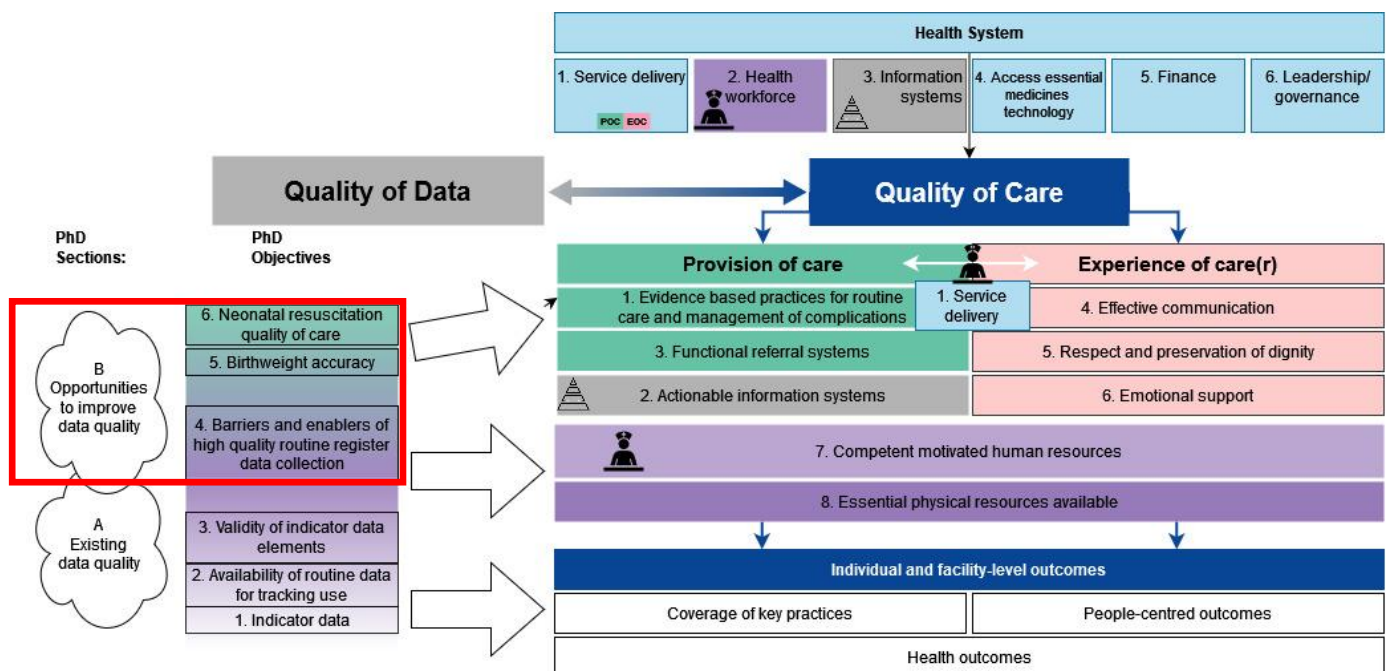 Health System
1. Service delivery
POC EOC
2. Health
workforce
3. Information
systems
4. Access essential
medicines
technology
5. Finance
6. Leadership/
governance
Quality of Data
Quality of Care
PhD
Sections:
PhD
Objectives
B
Opportunities
to improve
data quality
A
Existing
data quality
6. Neonatal resuscitation
quality of care
5. Birthweight accuracy
4. Barriers and enablers of
high quality routine register
data collection
3. Validity of indicator data
elements
2. Availability of routine data
for tracking use
1. Indicator data
Provision of care
Experience of care(r)
1. Evidence based practices for routine
care and management of complications
1. Service
delivery
4. Effective communication
3. Functional referral systems
5. Respect and preservation of dignity
2. Actionable information systems
6. Emotional support
7. Competent motivated human resources
8. Essential physical resources available
Individual and facility-level outcomes
Coverage of key practices
People-centred outcomes
Health outcomes